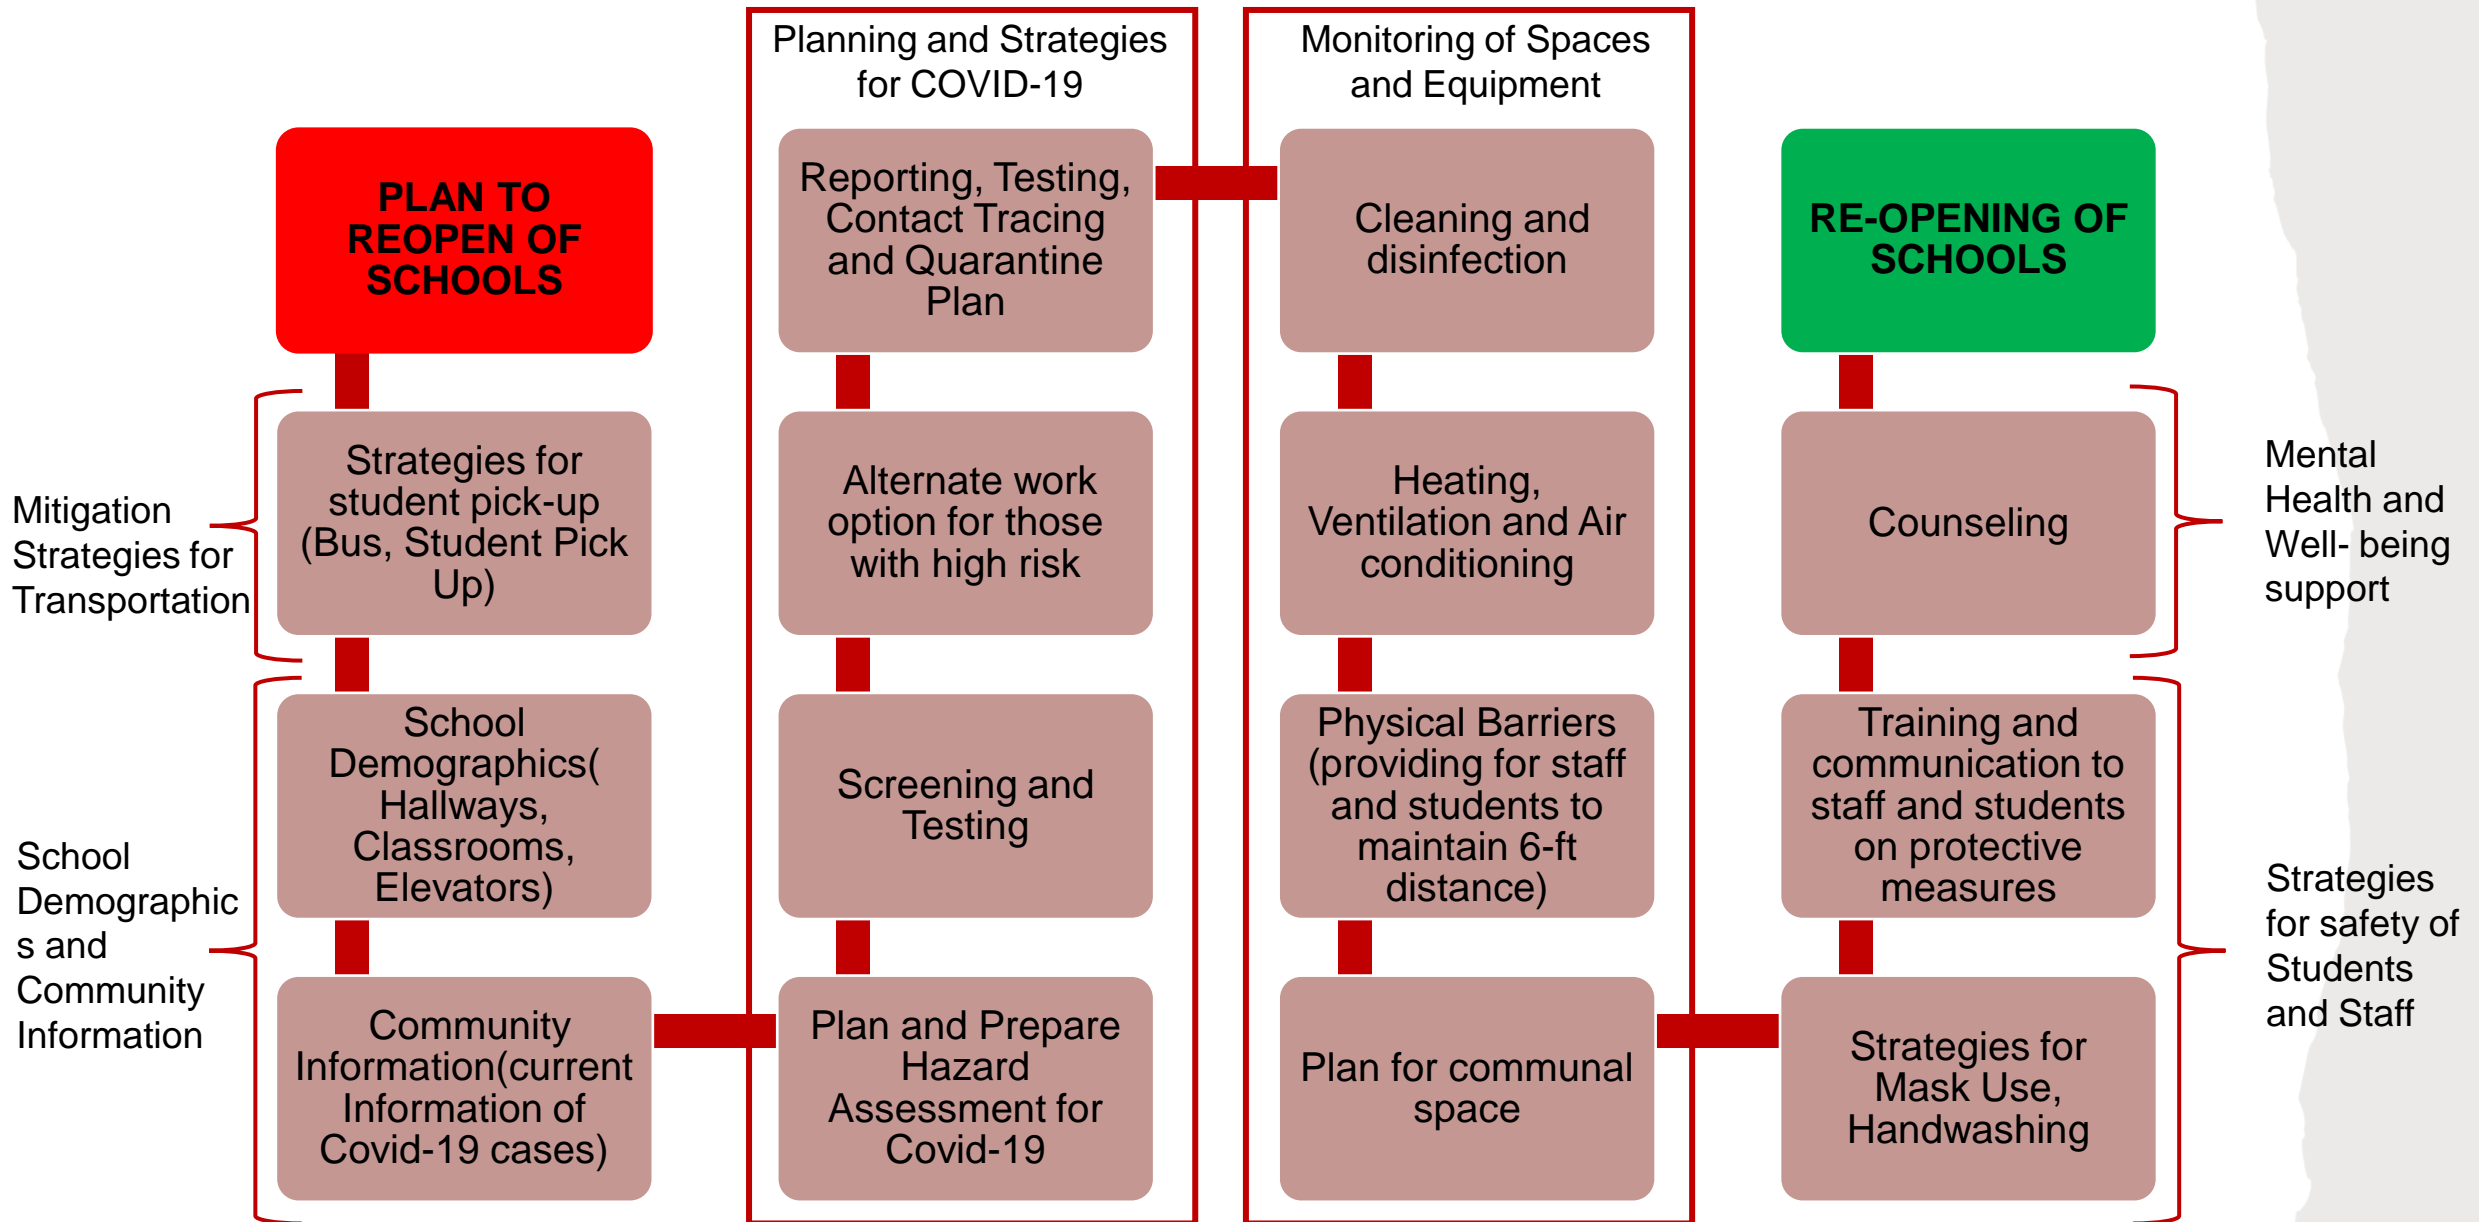 Planning and Strategies
for COVID-19
Monitoring of Spaces
and Equipment
PLAN TO
REOPEN OF
SCHOOLS
Mitigation
Strategies for
Transportation
Strategies for
student pick-up
(Bus, Student Pick
Up)
School
Demographic
s and
Community
Information
School
Demographics(
Hallways,
Classrooms,
Elevators)
Community
Information(current
Information of
Covid-19 cases)
Reporting, Testing,
Contact Tracing
and Quarantine
Plan
Alternate work
option for those
with high risk
Screening and
Testing
Plan and Prepare
Hazard
Assessment for
Covid-19
Cleaning and
disinfection
Heating,
Ventilation and Air
conditioning
Physical Barriers
(providing for staff
and students to
maintain 6-ft
distance)
Plan for communal
space
RE-OPENING OF
SCHOOLS
Counseling
Training and
communication to
staff and students
on protective
measures
Strategies for
Mask Use,
Handwashing
Mental
Health and
Well- being
support
Strategies
for safety of
Students
and Staff